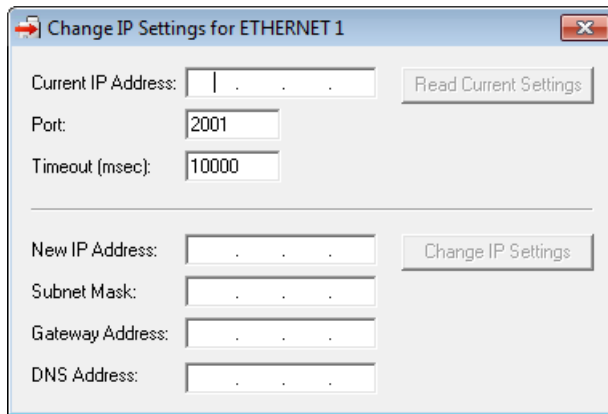 Change IP Settings for ETHERNET 1
Current IP Address: . . . Read Current Settings
Port: 2001
Timeout (msec): 10000
New IP Address: . . . Change IP Settings
Subnet Mask: . . .
Gateway Address: . . .
DNS Address: . . .